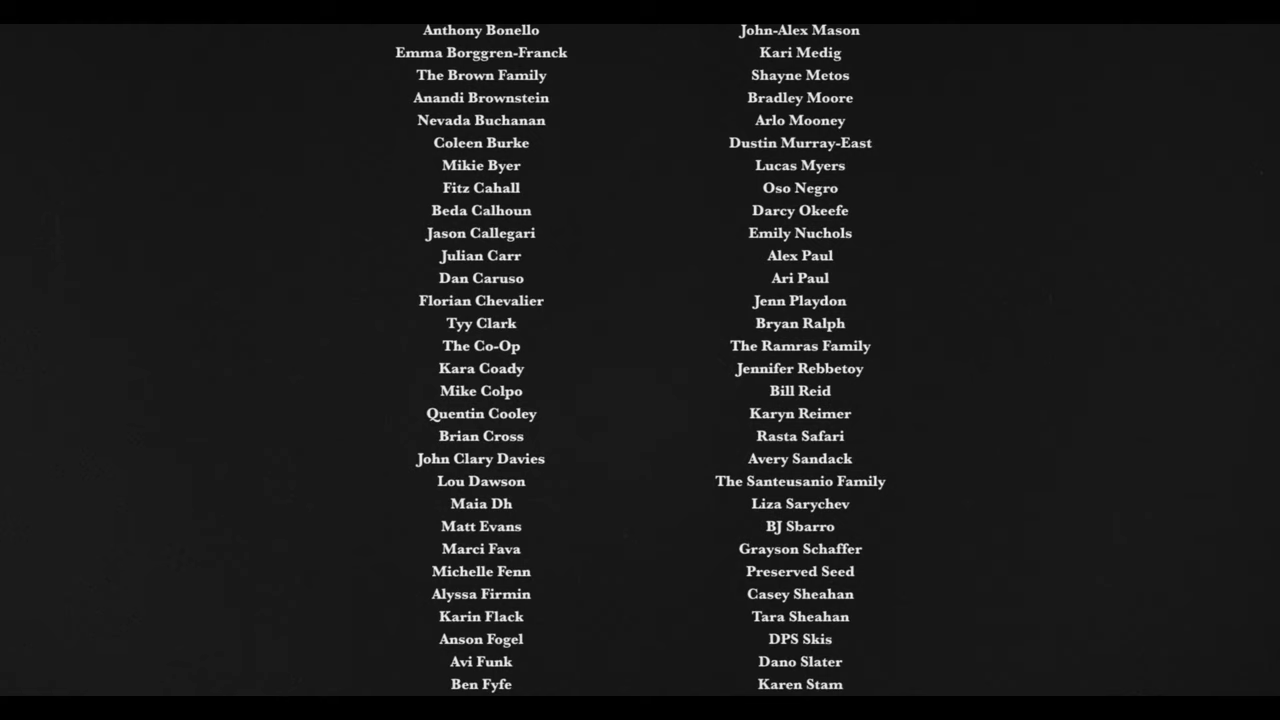 Anthony Bonello
Emma Borggren-Franck
The Brown Family
Anandi Brownstein
Nevada Buchanan
Coleen Burke
Mikie Byer
Fitz Cahall
Beda Calhoun
Jason Callegari
Julian Carr
Dan Caruso
Florian Chevalier
Tyy Clark
The Co-Op
Kara Coady
Mike Colpo
Quentin Cooley
Brian Cross
John Clary Davies
Lou Dawson
Maia Dh
Matt Evans
Marci Fava
Michelle Fenn
Alyssa Firmin
Karin Flack
Anson Fogel
Avi Funk
Ben Fyfe
John-Alex Mason
Kari Medig
Shayne Metos
Bradley Moore
Arlo Mooney
Dustin Murray-East
Lucas Myers
Oso Negro
Darcy Okeefe
Emily Nuchols
Alex Paul
Ari Paul
Jenn Playdon
Bryan Ralph
The Ramras Family
Jennifer Rebbetoy
Bill Reid
Karyn Reimer
Rasta Safari
Avery Sandack
The Santeusanio Family
Liza Sarychev
BJ Sbarro
Grayson Schaffer
Preserved Seed
Casey Sheahan
Tara Sheahan
DPS Skis
Dano Slater
Karen Stam